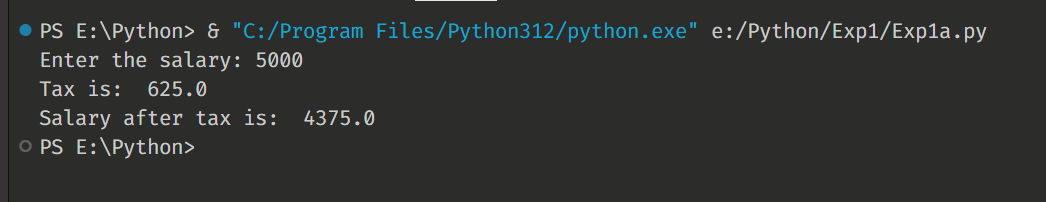 PS E:\Python> & "C:/Program Files/Python312/python.exe" e:/Python/Exp1/Exp1a.py
Enter the salary: 5000
Tax is:  625.0
Salary after tax is:  4375.0
PS E:\Python>